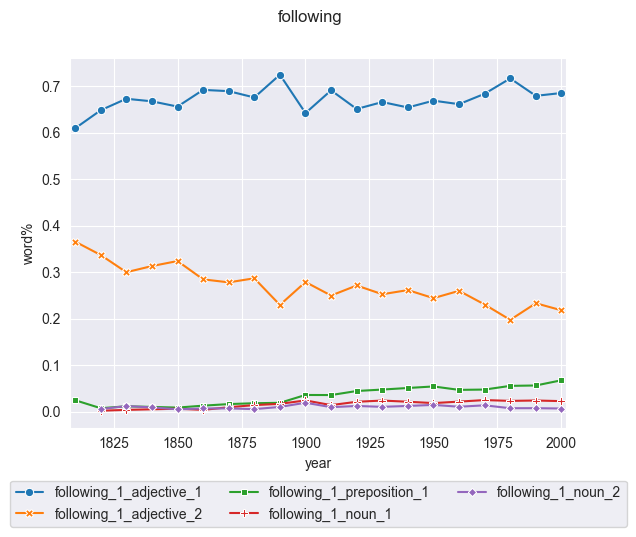 following
0.7
0.6
0.5
0.4
0.3
0.2
0.1
0.0
word%
1825 1850 1875 1900 1925 1950 1975 2000
year
following_1_adjective_1 following_1_preposition_1 following_1_noun_2
following_1_adjective_2 following_1_noun_1